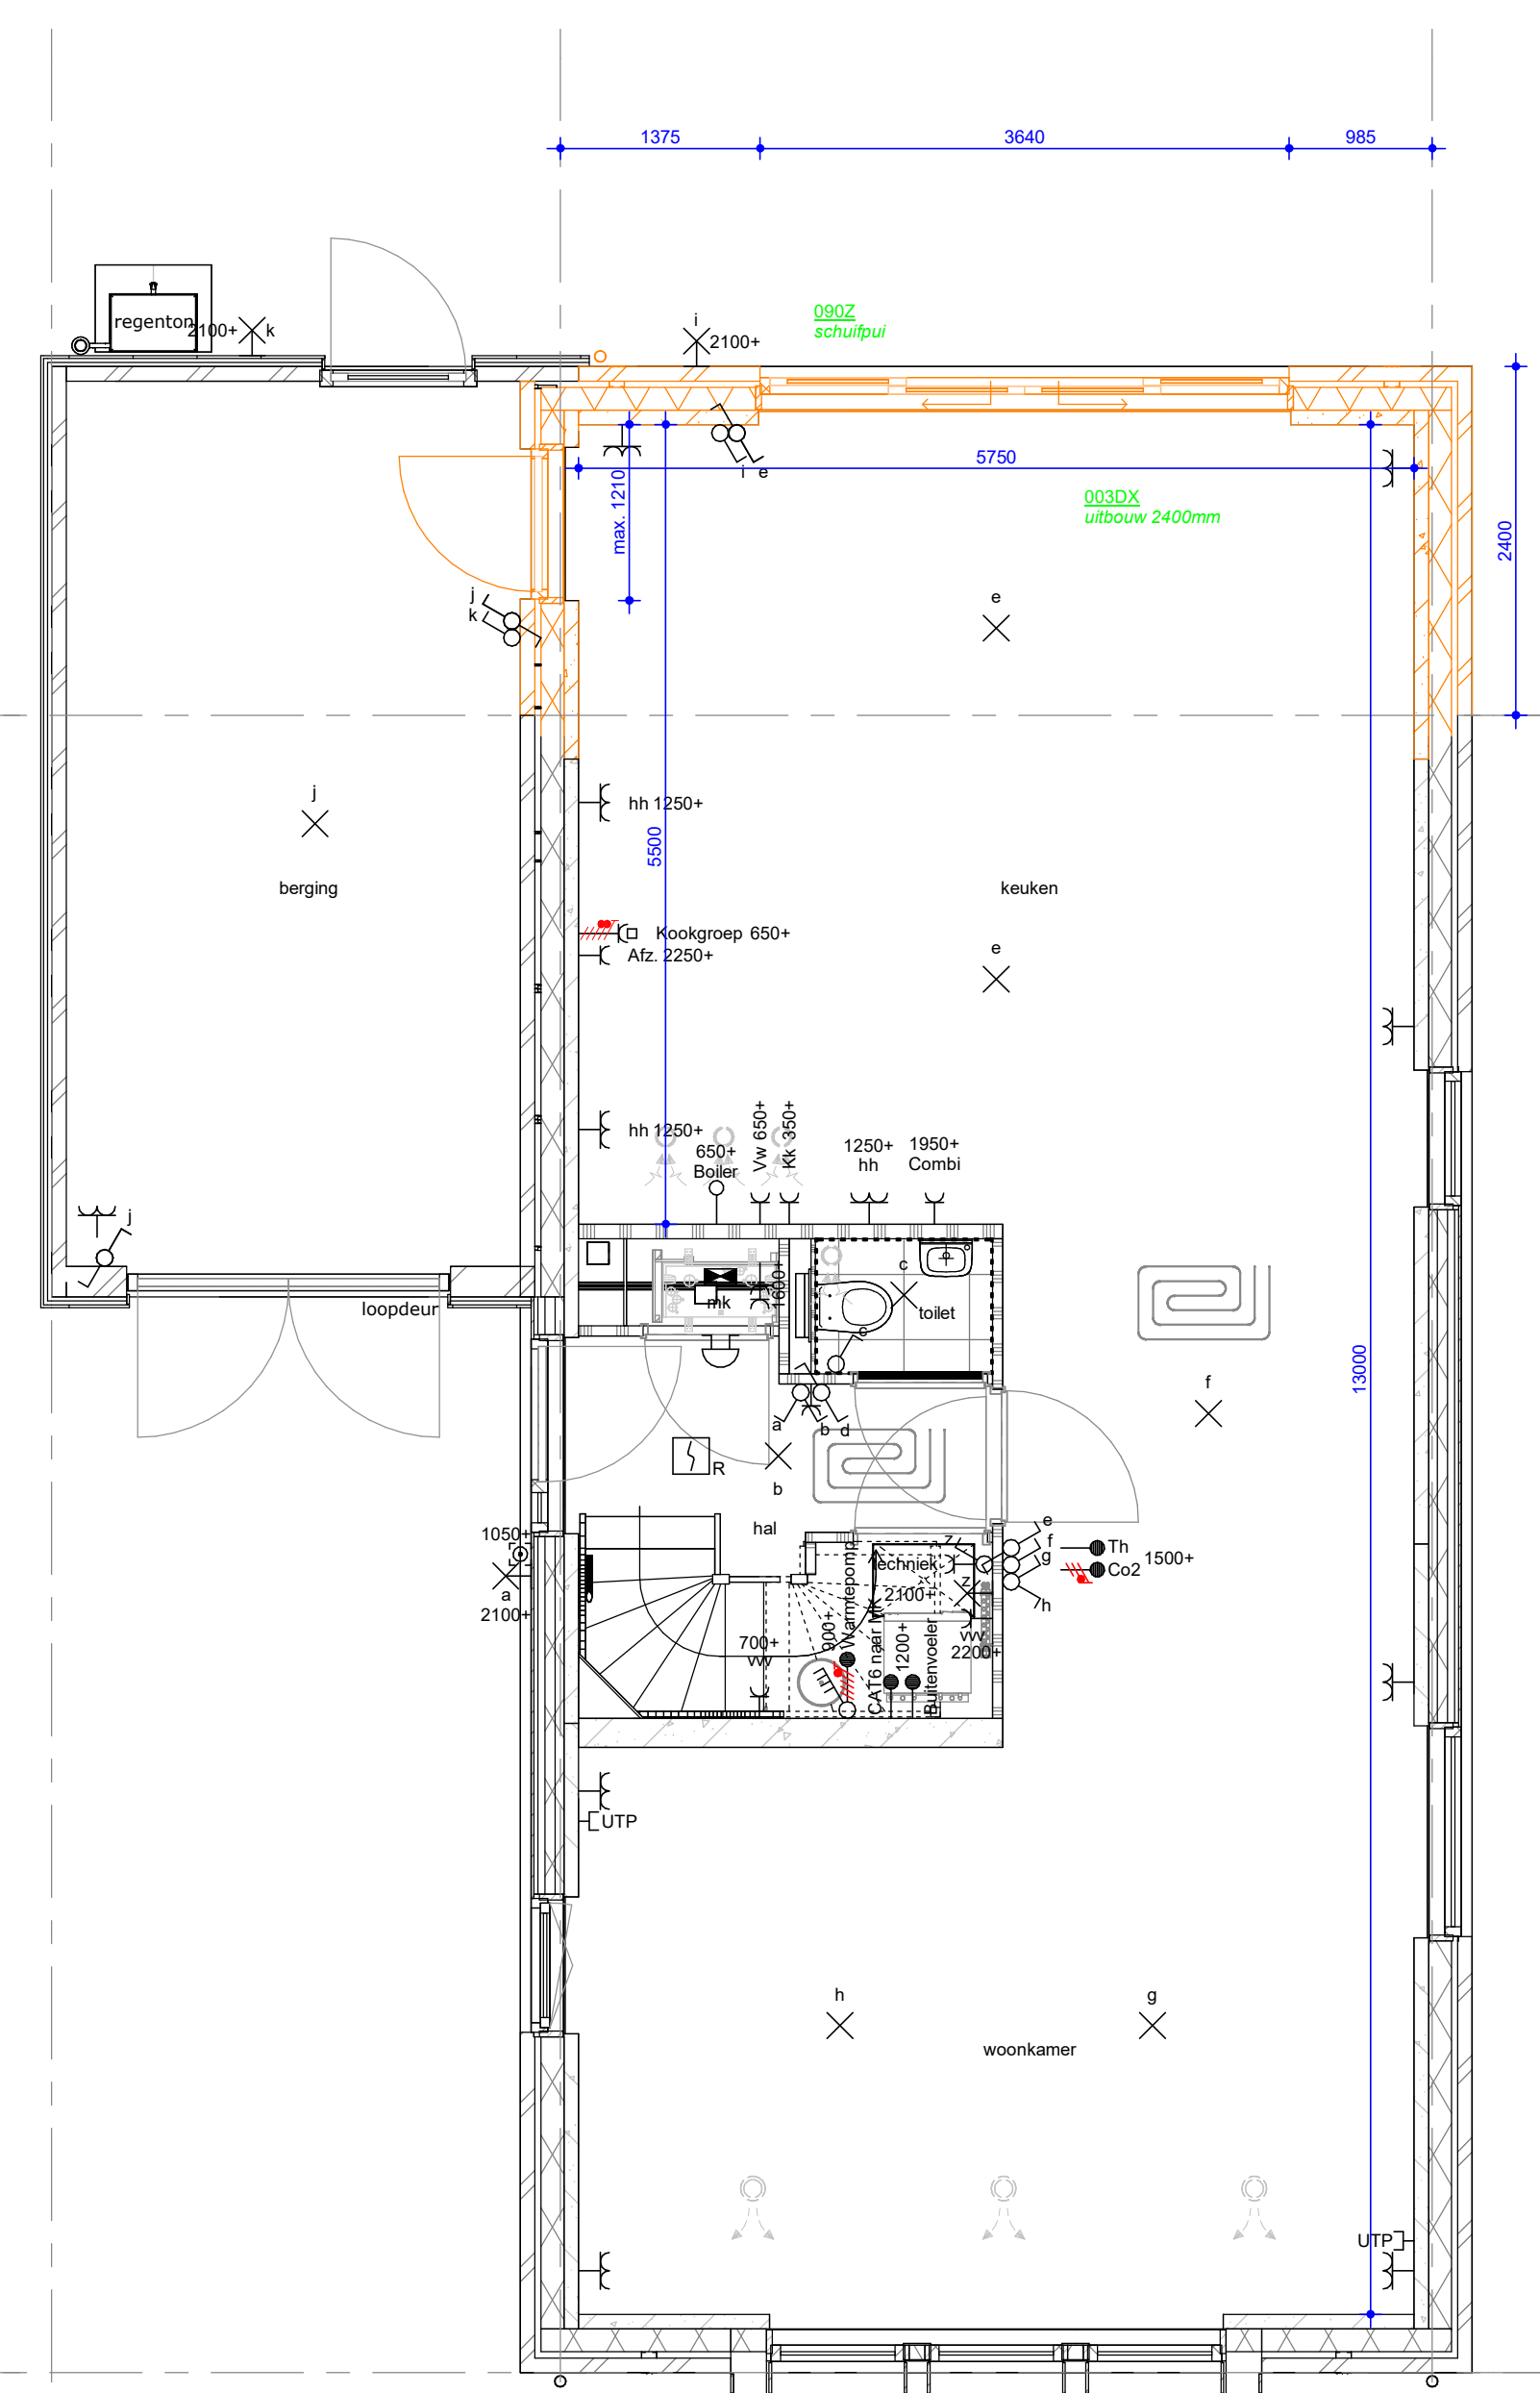 1375
3640
985
090Z
schuifpui
regenton
2100+
k
i
2100+
5750
i
e
max. 1210
003DX
uitbouw 2400mm
2400
e
j
k
j
hh 1250+
5500
berging
keuken
Kookgroep 650+
Afz. 2250+
e
hh 1250+
650+
Boiler
Vw 650+
Kk 350+
1250+
hh
1950+
Combi
j
c
1600+
mk
toilet
loopdeur
c
13000
f
a
b
d
R
b
hal
e
f
g
h
Th
Co2
1500+
1050+
a
2100+
z
techniek
z
2100+
Warmtepomp
900+
CAT6 naar MK
1200+
Buitenvoeler
vvv
2200+
700+
vvv
UTP
h
g
woonkamer
UTP